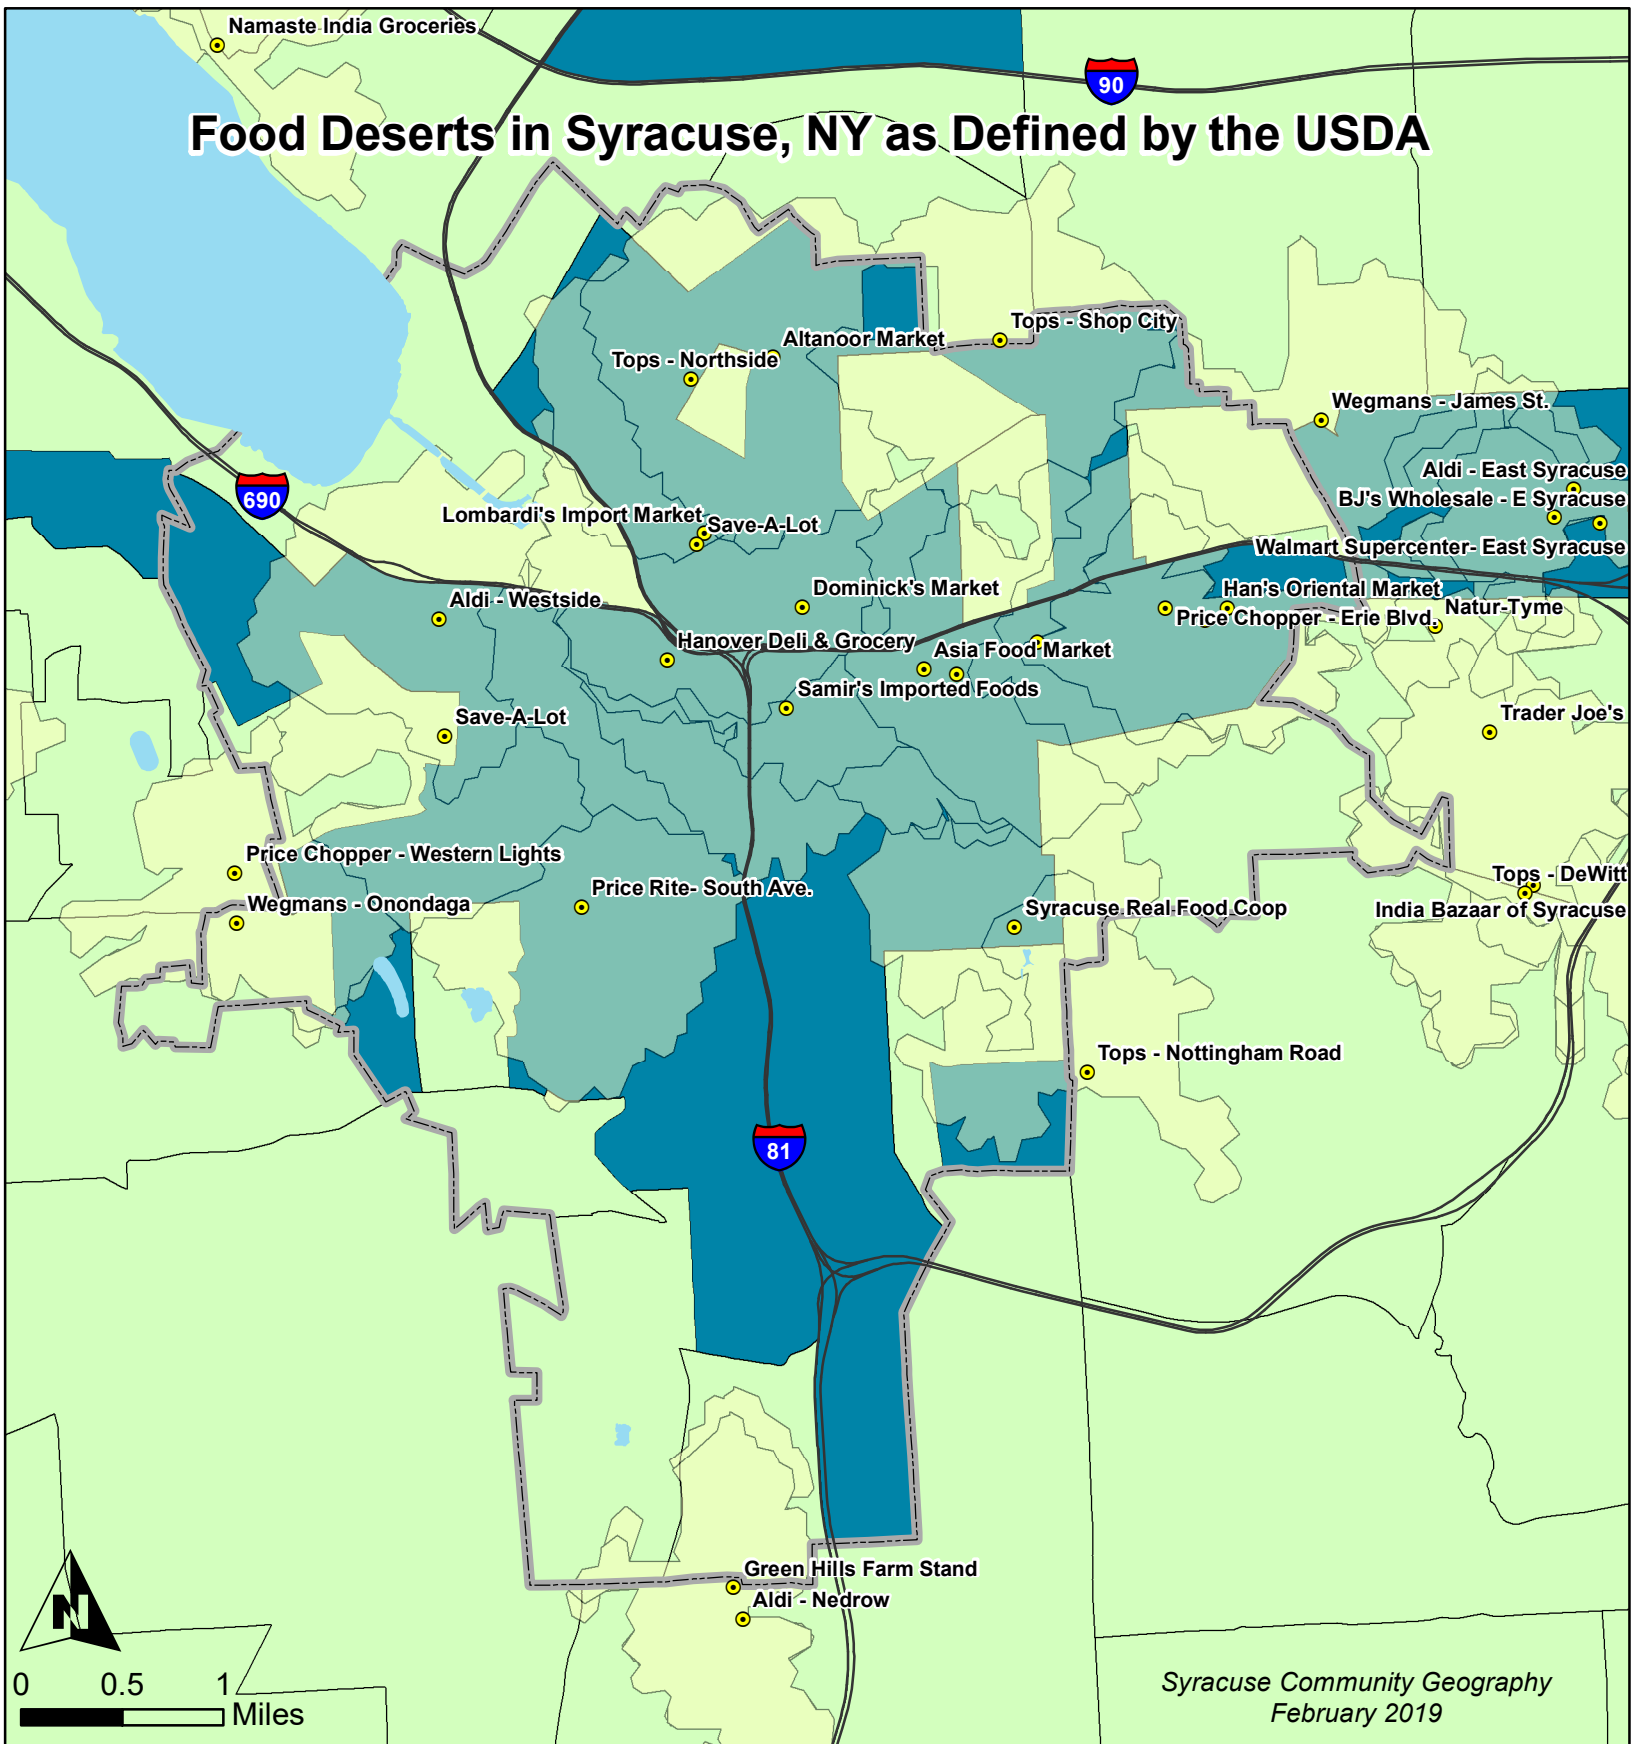 Namaste India Groceries
90
Food Deserts in Syracuse, NY as Defined by the USDA
Tops - Shop City
Altanoor Market
Tops - Northside
Wegmans - James St.
Aldi - East Syracuse
690
BJ's Wholesale - E Syracuse
Lombardi's Import Market
Save-A-Lot
Walmart Supercenter- East Syracuse
Dominick's Market
Han's Oriental Market
Aldi - Westside
Natur-Tyme
Price Chopper - Erie Blvd.
Hanover Deli & Grocery
Asia Food Market
Samir's Imported Foods
Save-A-Lot
Trader Joe's
Price Chopper - Western Lights
Tops - DeWitt
Price Rite- South Ave.
Wegmans - Onondaga
Syracuse Real Food Coop
India Bazaar of Syracuse
Tops - Nottingham Road
81
Green Hills Farm Stand
Aldi - Nedrow
N
0 0.5 1
Miles
Syracuse Community Geography
February 2019